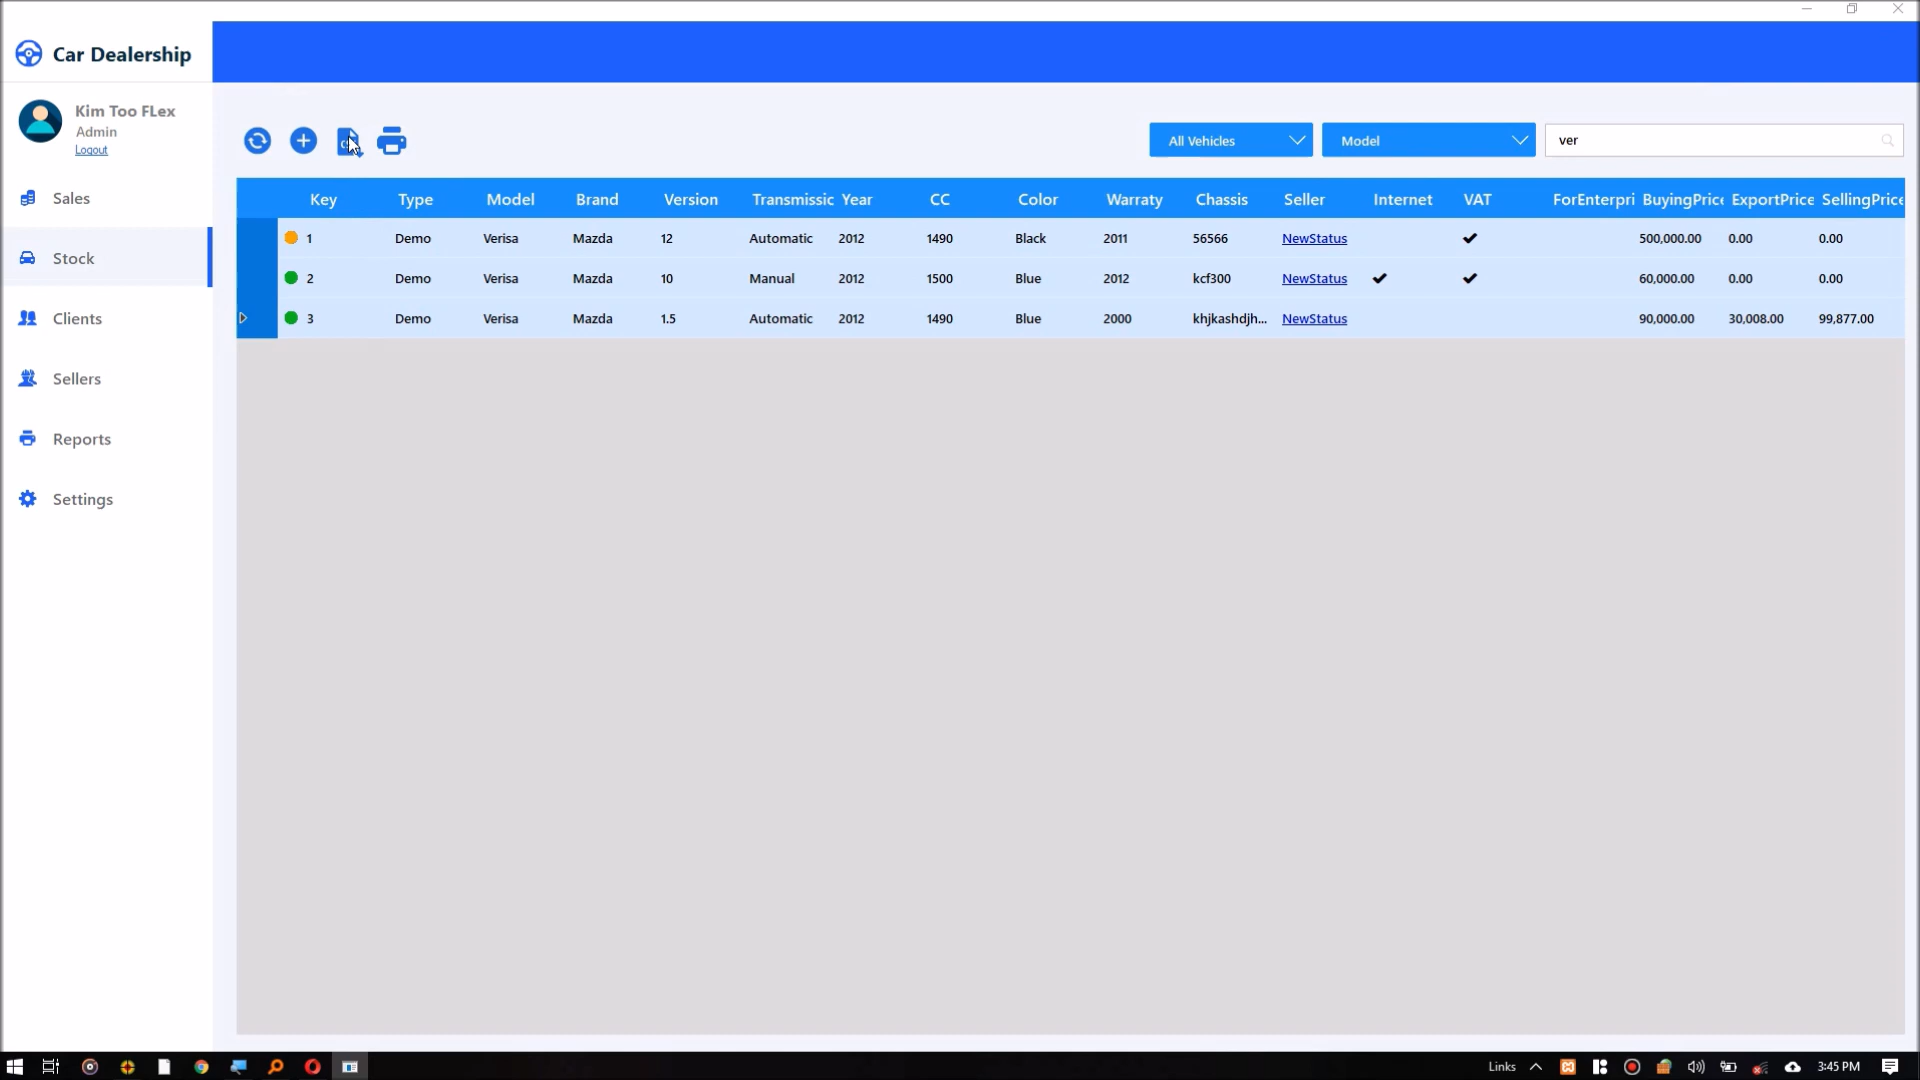 Car Dealership
Kim Too FLex
Admin
Logout
Sales
Stock
Clients
Sellers
Reports
Settings
All Vehicles
Model
ver
Key Type Model Brand Version Transmissic Year CC Color Warraty Chassis Seller Internet VAT ForEnterpri BuyingPrice ExportPrice SellingPrice
1 Demo Verisa Mazda 12 Automatic 2012 1490 Black 2011 56566 NewStatus 500,000.00 0.00 0.00
2 Demo Verisa Mazda 10 Manual 2012 1500 Blue 2012 kcf300 NewStatus 60,000.00 0.00 0.00
3 Demo Verisa Mazda 1.5 Automatic 2012 1490 Blue 2000 khjkashdjh... NewStatus 90,000.00 30,008.00 99,877.00
Links 3:45 PM